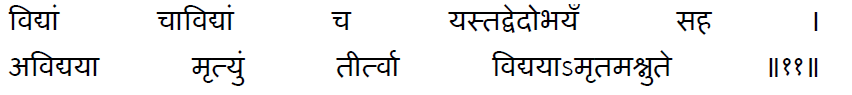 विद्यां चाविद्यां च यस्तद्वेदोभयँ सह ।
अविद्यया मृत्युं तीर्त्वा विद्ययाऽमृतमश्नुते ॥११॥